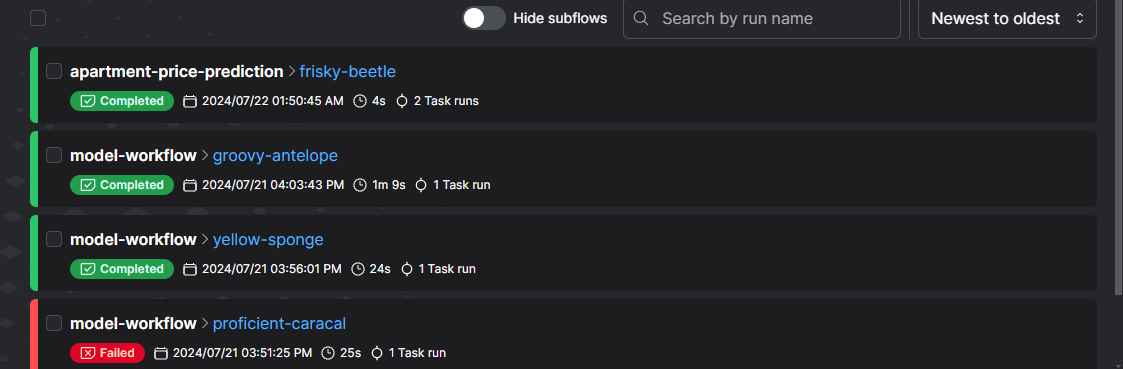 Hide subflows Search by run name Newest to oldest
apartment-price-prediction > frisky-beetle
Completed 2024/07/22 01:50:45 AM 4s 2 Task runs
model-workflow > groovy-antelope
Completed 2024/07/21 04:03:43 PM 1m 9s 1 Task run
model-workflow > yellow-sponge
Completed 2024/07/21 03:56:01 PM 24s 1 Task run
model-workflow > proficient-caracal
Failed 2024/07/21 03:51:25 PM 25s 1 Task run